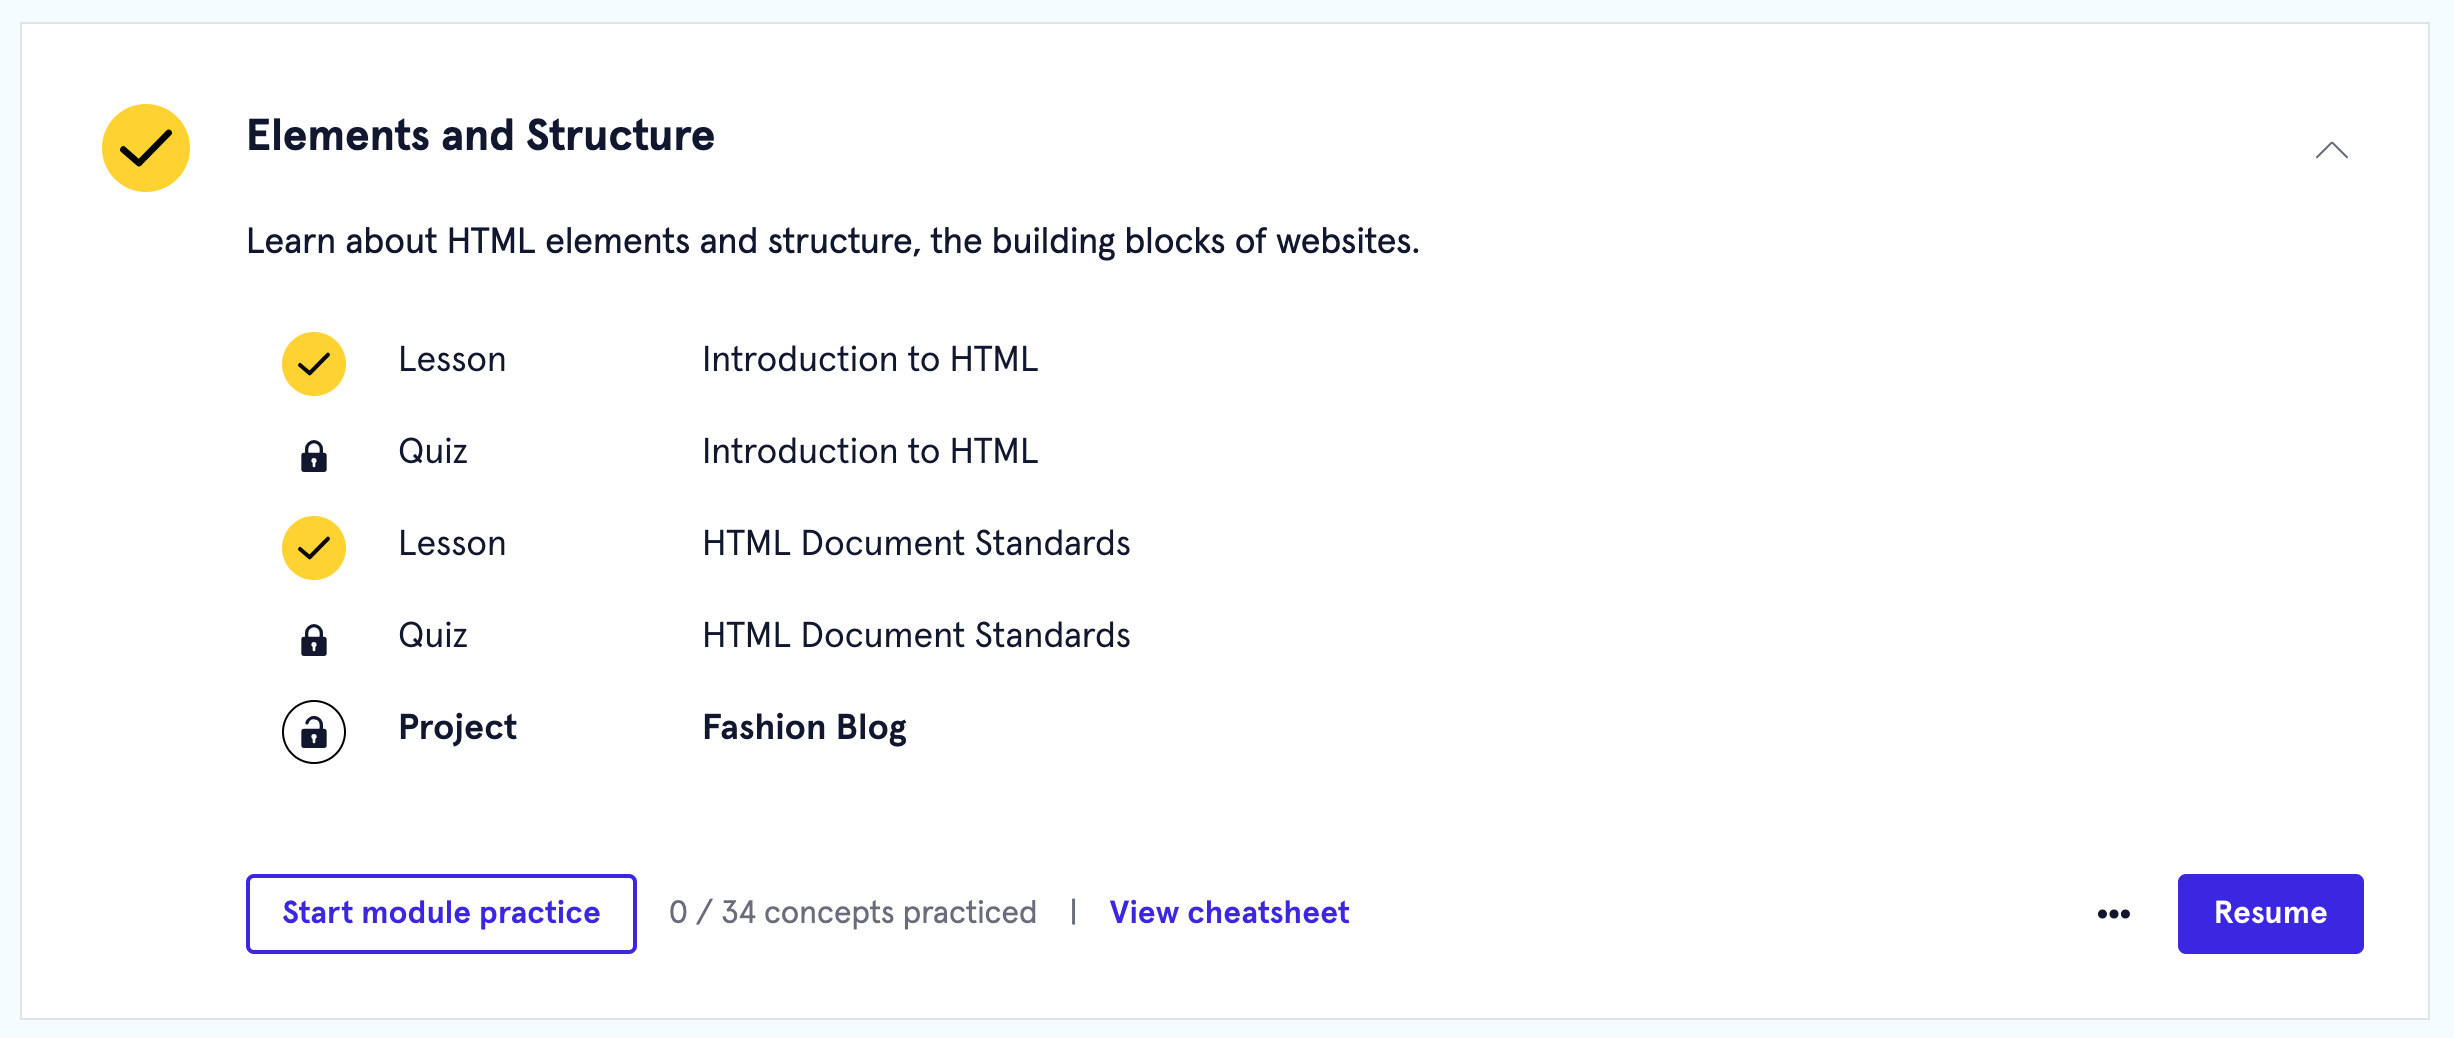 Elements and Structure
Learn about HTML elements and structure, the building blocks of websites.
Lesson Introduction to HTML
Quiz Introduction to HTML
Lesson HTML Document Standards
Quiz HTML Document Standards
Project Fashion Blog
Start module practice 0 / 34 concepts practiced | View cheatsheet ••• Resume